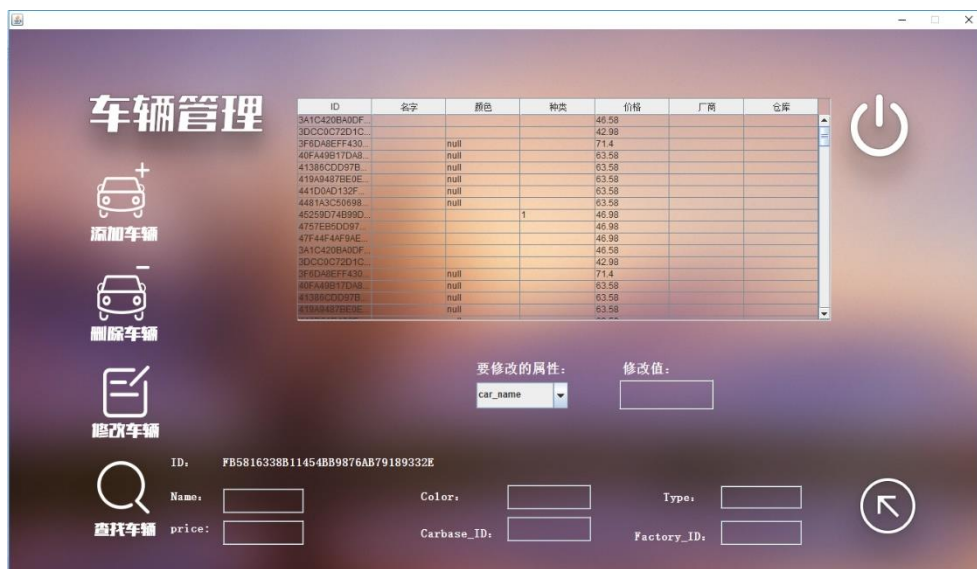 车辆管理
ID 名字 颜色 种类 价格 厂商 仓库
3A1C420BA0DF... 46.58
3DCC0C72D1C... 42.98
3F6DA8EFF430... null 71.4
40FA49B17DA8... null 63.58
41386CDD97B... null 63.58
419A9487BE0E... null 63.58
441D0AD132F... null 63.58
4481A3C50698... null 63.58
45259D74B99D... 1 46.98
4757EB5DD97... 46.98
47F44F4AF9AE... 46.98
3A1C420BA0DF... 46.58
3DCC0C72D1C... 42.98
3F6DA8EFF430... null 71.4
40FA49B17DA8... null 63.58
41386CDD97B... null 63.58
419A9487BE0E... null 63.58
添加车辆
删除车辆
要修改的属性: 修改值:
car_name
修改车辆
ID: FB5816338B11454BB9876AB79189332E
Name: Color: Type:
查找车辆
price: Carbase_ID: Factory_ID: